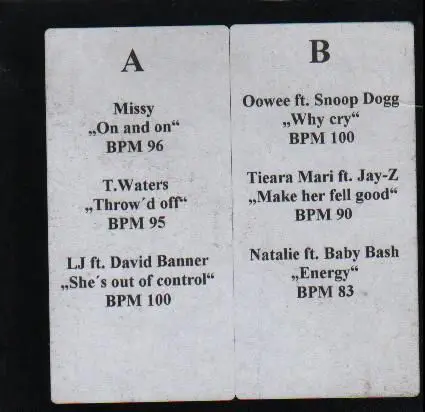 A
Missy
„On and on“
BPM 96
T.Waters
„Throw´d off“
BPM 95
LJ ft. David Banner
„She´s out of control“
BPM 100
B
Oowee ft. Snoop Dogg
„Why cry“
BPM 100
Tieara Mari ft. Jay-Z
„Make her fell good“
BPM 90
Natalie ft. Baby Bash
„Energy“
BPM 83